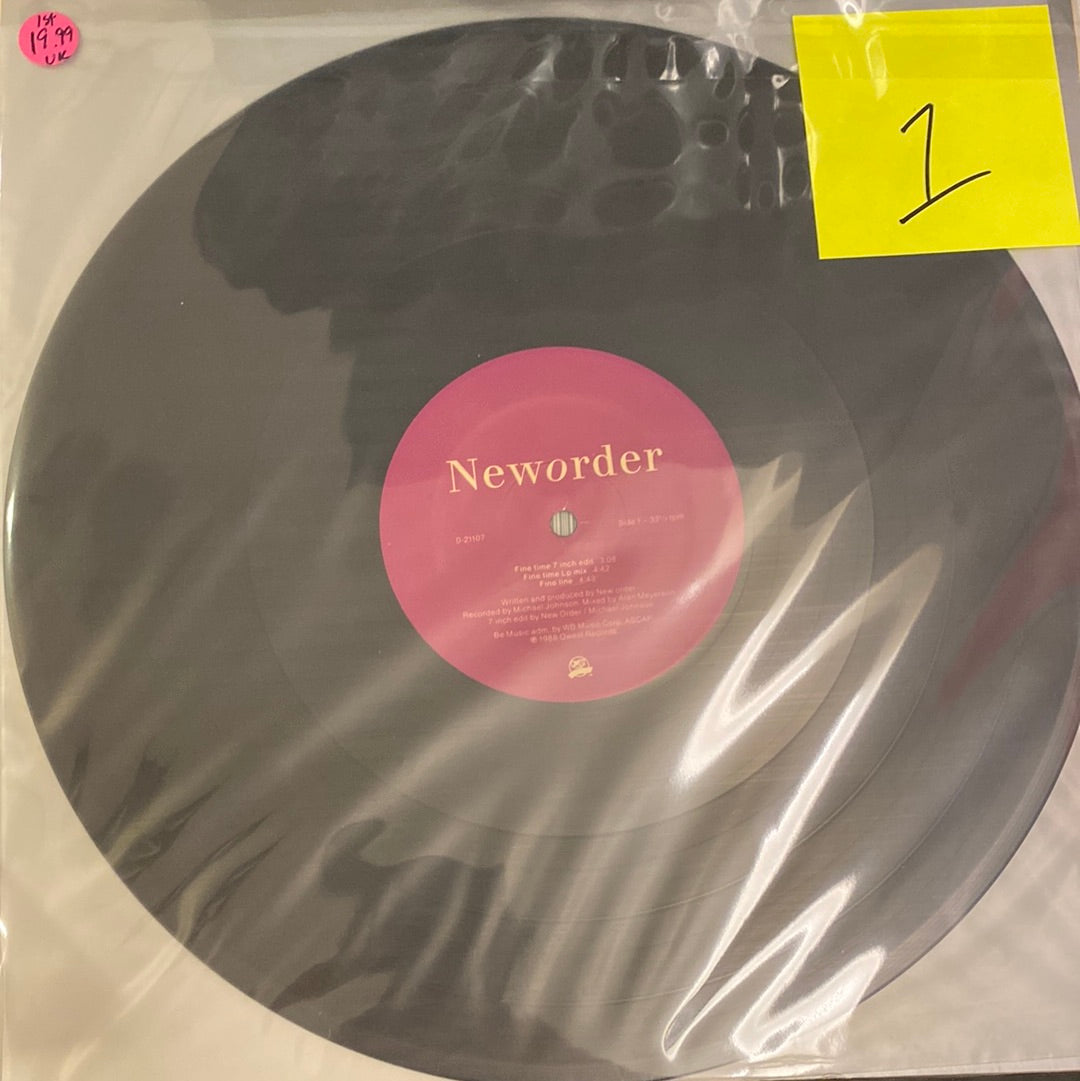 1st
19.99
UK
1
Neworder
0-21107
Side 1 - 33⅓ rpm
Fine time 7 inch edit 3:08
Fine time Lp mix 4:42
Fine line 4:43
Written and produced by New order
Recorded by Michael Johnson. Mixed by Alan Meyerson
7 inch edit by New Order / Michael Johnson
Be Music adm. by WB Music Corp. ASCAP
℗ 1988 Qwest Records